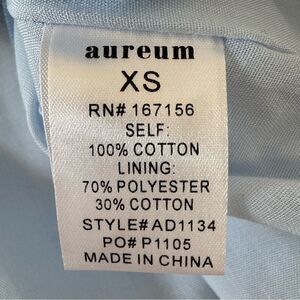 aureum
XS
RN# 167156
SELF:
100% COTTON
LINING:
70% POLYESTER
30% COTTON
STYLE# AD1134
PO# P1105
MADE IN CHINA